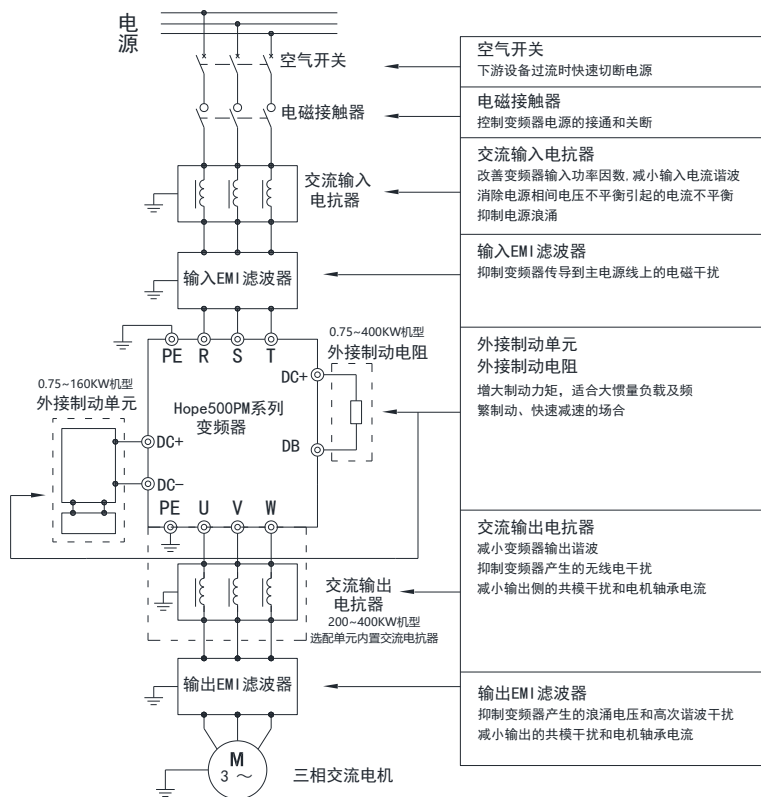 电
源
空气开关
电磁接触器
交流输入
电抗器
输入EMI滤波器
PE R S T
0.75~400KW机型
外接制动电阻
DC+
0.75~160KW机型
外接制动单元
Hope500PM系列
变频器
DC+
DB
DC-
PE U V W
交流输出
电抗器
200~400KW机型
选配单元内置交流电抗器
输出EMI滤波器
M
3 ～
三相交流电机
空气开关
下游设备过流时快速切断电源
电磁接触器
控制变频器电源的接通和关断
交流输入电抗器
改善变频器输入功率因数,减小输入电流谐波
消除电源相间电压不平衡引起的电流不平衡
抑制电源浪涌
输入EMI滤波器
抑制变频器传导到主电源线上的电磁干扰
外接制动单元
外接制动电阻
增大制动力矩，适合大惯量负载及频
繁制动、快速减速的场合
交流输出电抗器
减小变频器输出谐波
抑制变频器产生的无线电干扰
减小输出侧的共模干扰和电机轴承电流
输出EMI滤波器
抑制变频器产生的浪涌电压和高次谐波干扰
减小输出的共模干扰和电机轴承电流